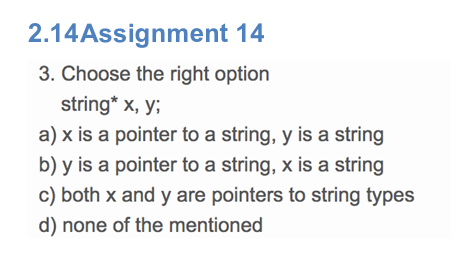 2.14Assignment 14
3. Choose the right option
string* x, y;
a) x is a pointer to a string, y is a string
b) y is a pointer to a string, x is a string
c) both x and y are pointers to string types
d) none of the mentioned